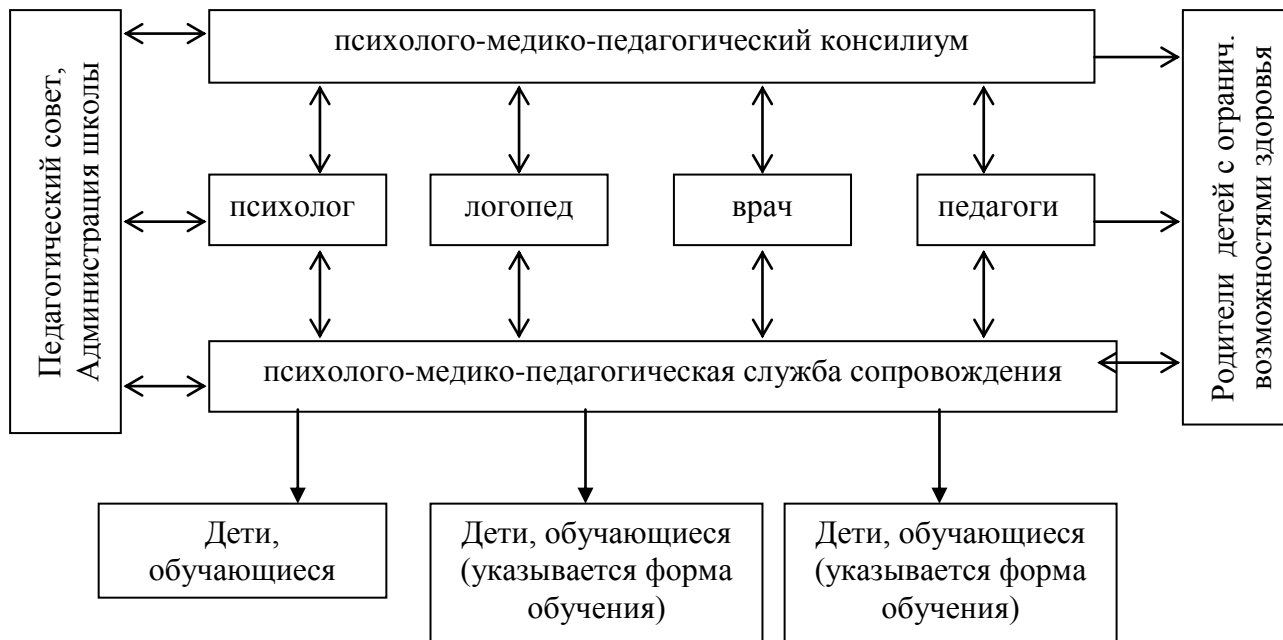 психолого-медико-педагогический консилиум
Педагогический совет,
Администрация школы
Родители детей с огранич.
возможностями здоровья
психолог
логопед
врач
педагоги
психолого-медико-педагогическая служба сопровождения
Дети,
обучающиеся
Дети, обучающиеся
(указывается форма
обучения)
Дети, обучающиеся
(указывается форма
обучения)